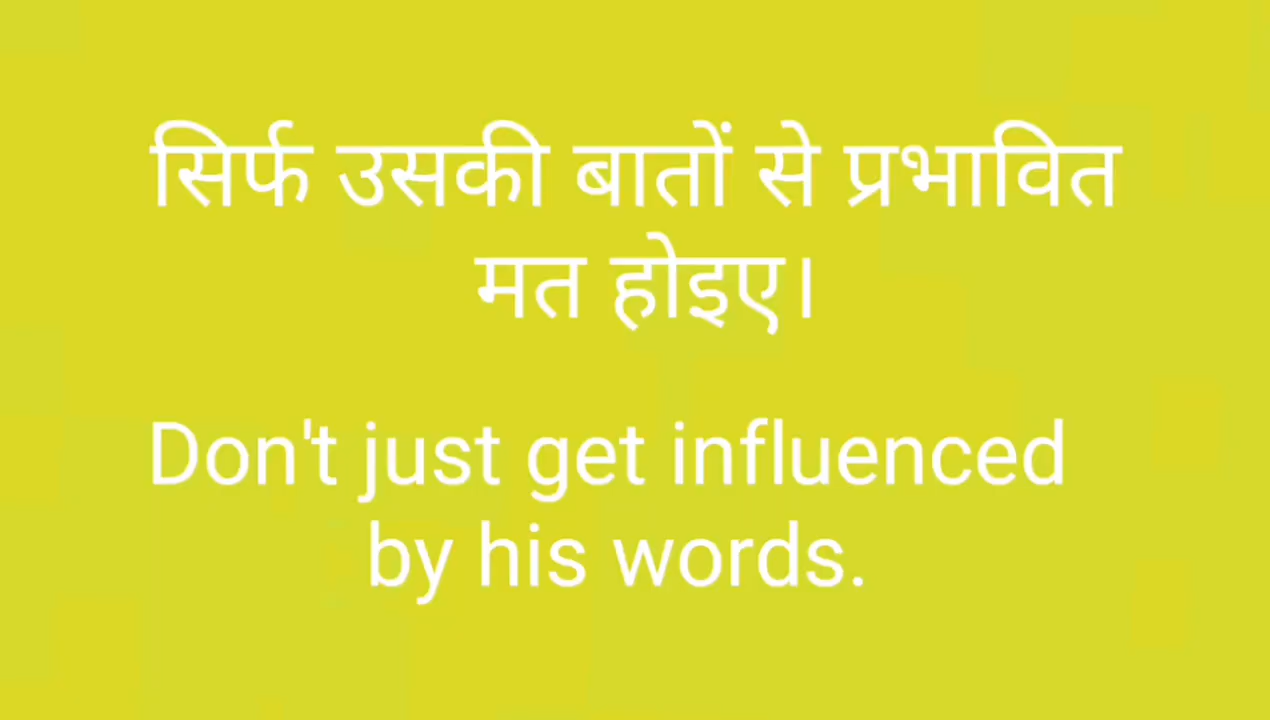 सिर्फ उसकी बातों से प्रभावित
मत होइए।
Don't just get influenced
by his words.